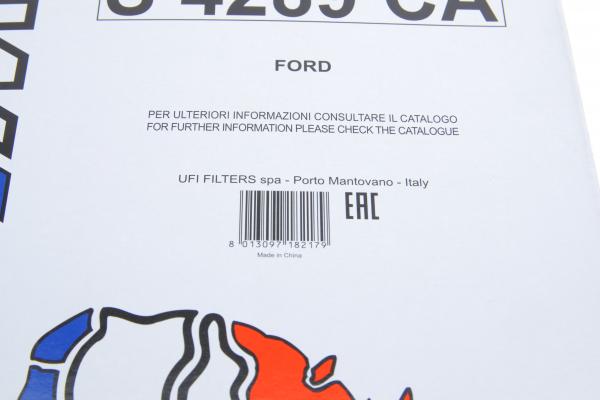 FORD
PER ULTERIORI INFORMAZIONI CONSULTARE IL CATALOGO
FOR FURTHER INFORMATION PLEASE CHECK THE CATALOGUE
UFI FILTERS spa - Porto Mantovano - Italy
EAC
8 013097 182179
Made in China